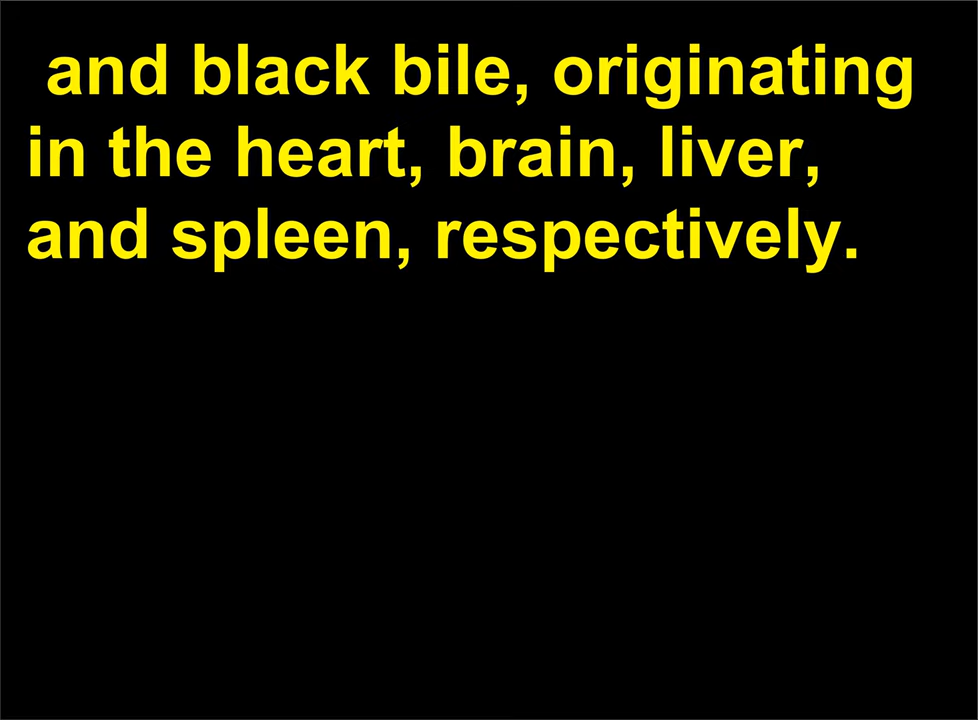 and black bile, originating
in the heart, brain, liver,
and spleen, respectively.